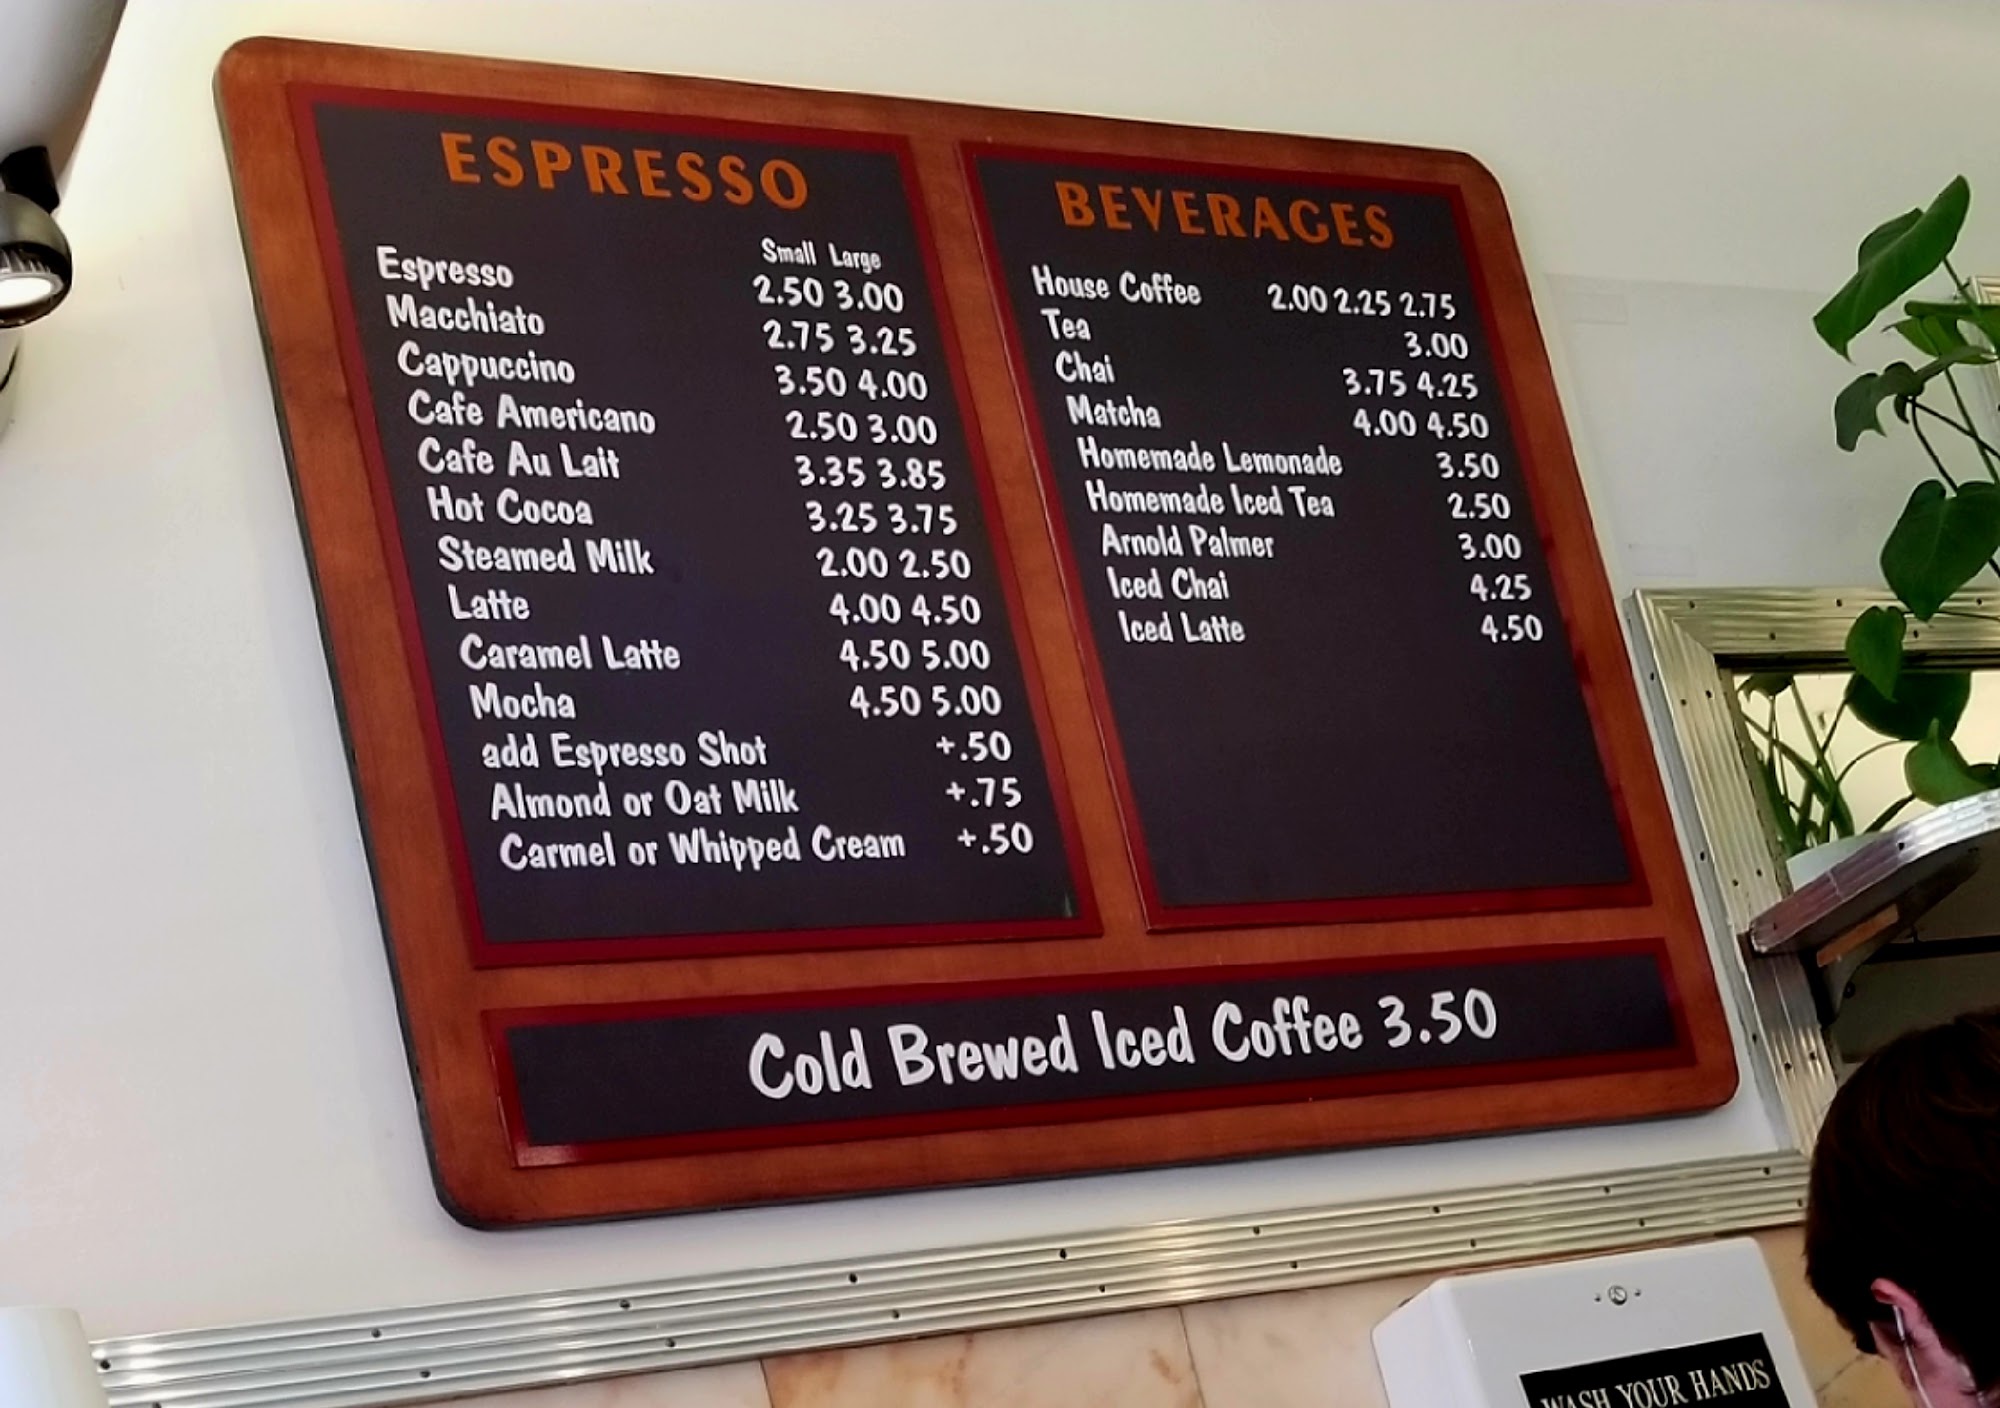 ESPRESSO
Small Large
Espresso 2.50 3.00
Macchiato 2.75 3.25
Cappuccino 3.50 4.00
Cafe Americano 2.50 3.00
Cafe Au Lait 3.35 3.85
Hot Cocoa 3.25 3.75
Steamed Milk 2.00 2.50
Latte 4.00 4.50
Caramel Latte 4.50 5.00
Mocha 4.50 5.00
add Espresso Shot +.50
Almond or Oat Milk +.75
Carmel or Whipped Cream +.50
BEVERAGES
House Coffee 2.00 2.25 2.75
Tea 3.00
Chai 3.75 4.25
Matcha 4.00 4.50
Homemade Lemonade 3.50
Homemade Iced Tea 2.50
Arnold Palmer 3.00
Iced Chai 4.25
Iced Latte 4.50
Cold Brewed Iced Coffee 3.50
WASH YOUR HANDS